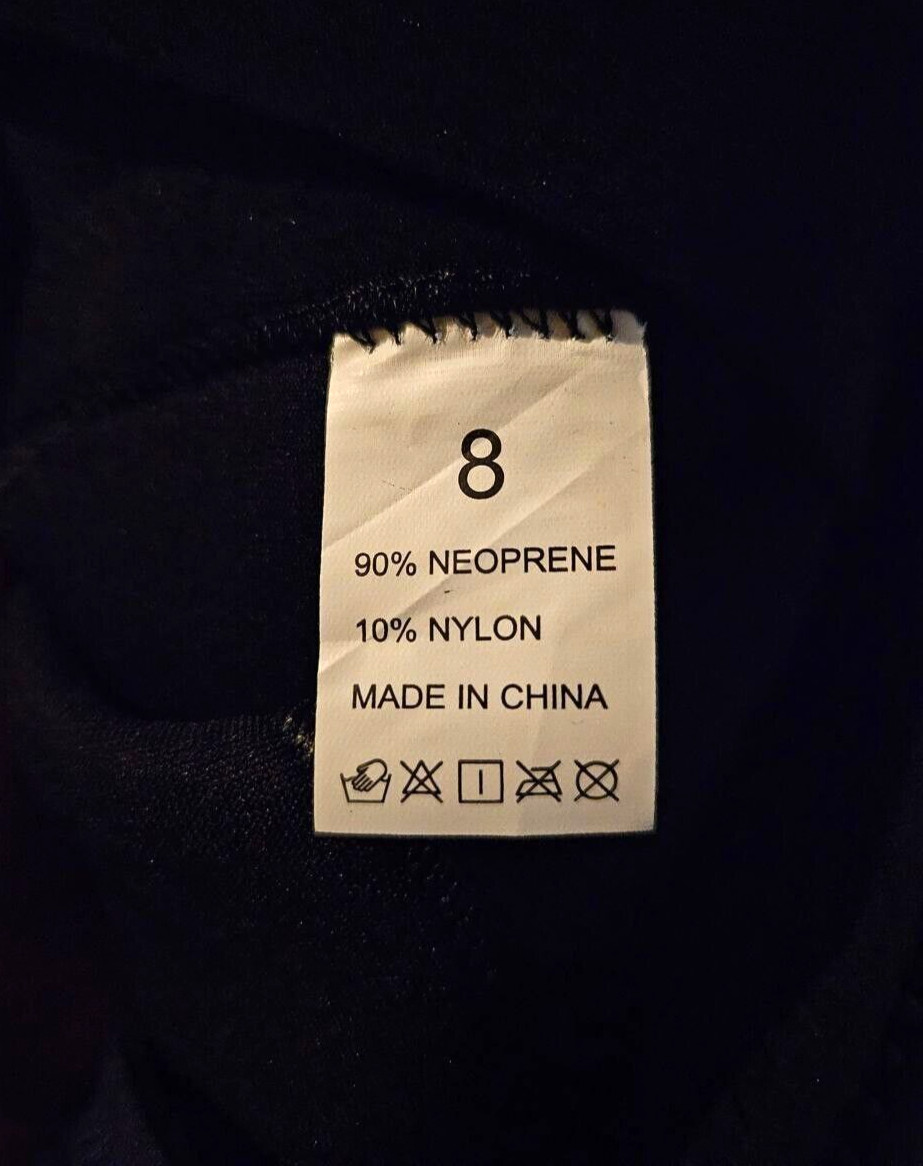 8
90% NEOPRENE
10% NYLON
MADE IN CHINA